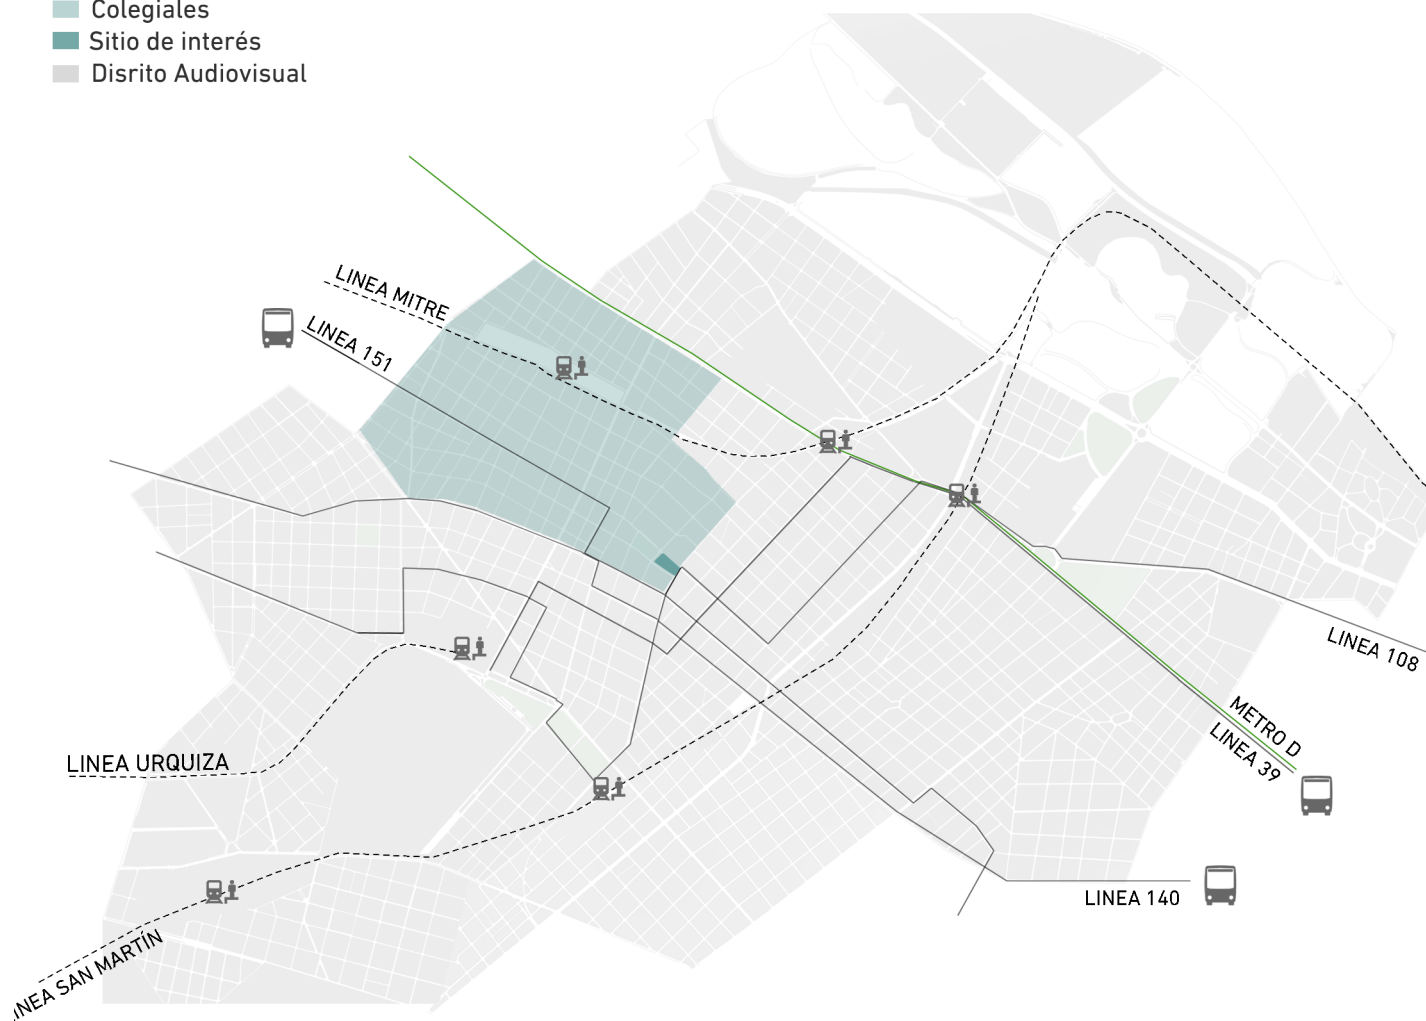 Colegiales
Sitio de interés
Disrito Audiovisual
LINEA MITRE
LINEA 151
LINEA 108
METRO D
LINEA 39
LINEA URQUIZA
LINEA 140
INEA SAN MARTÍN